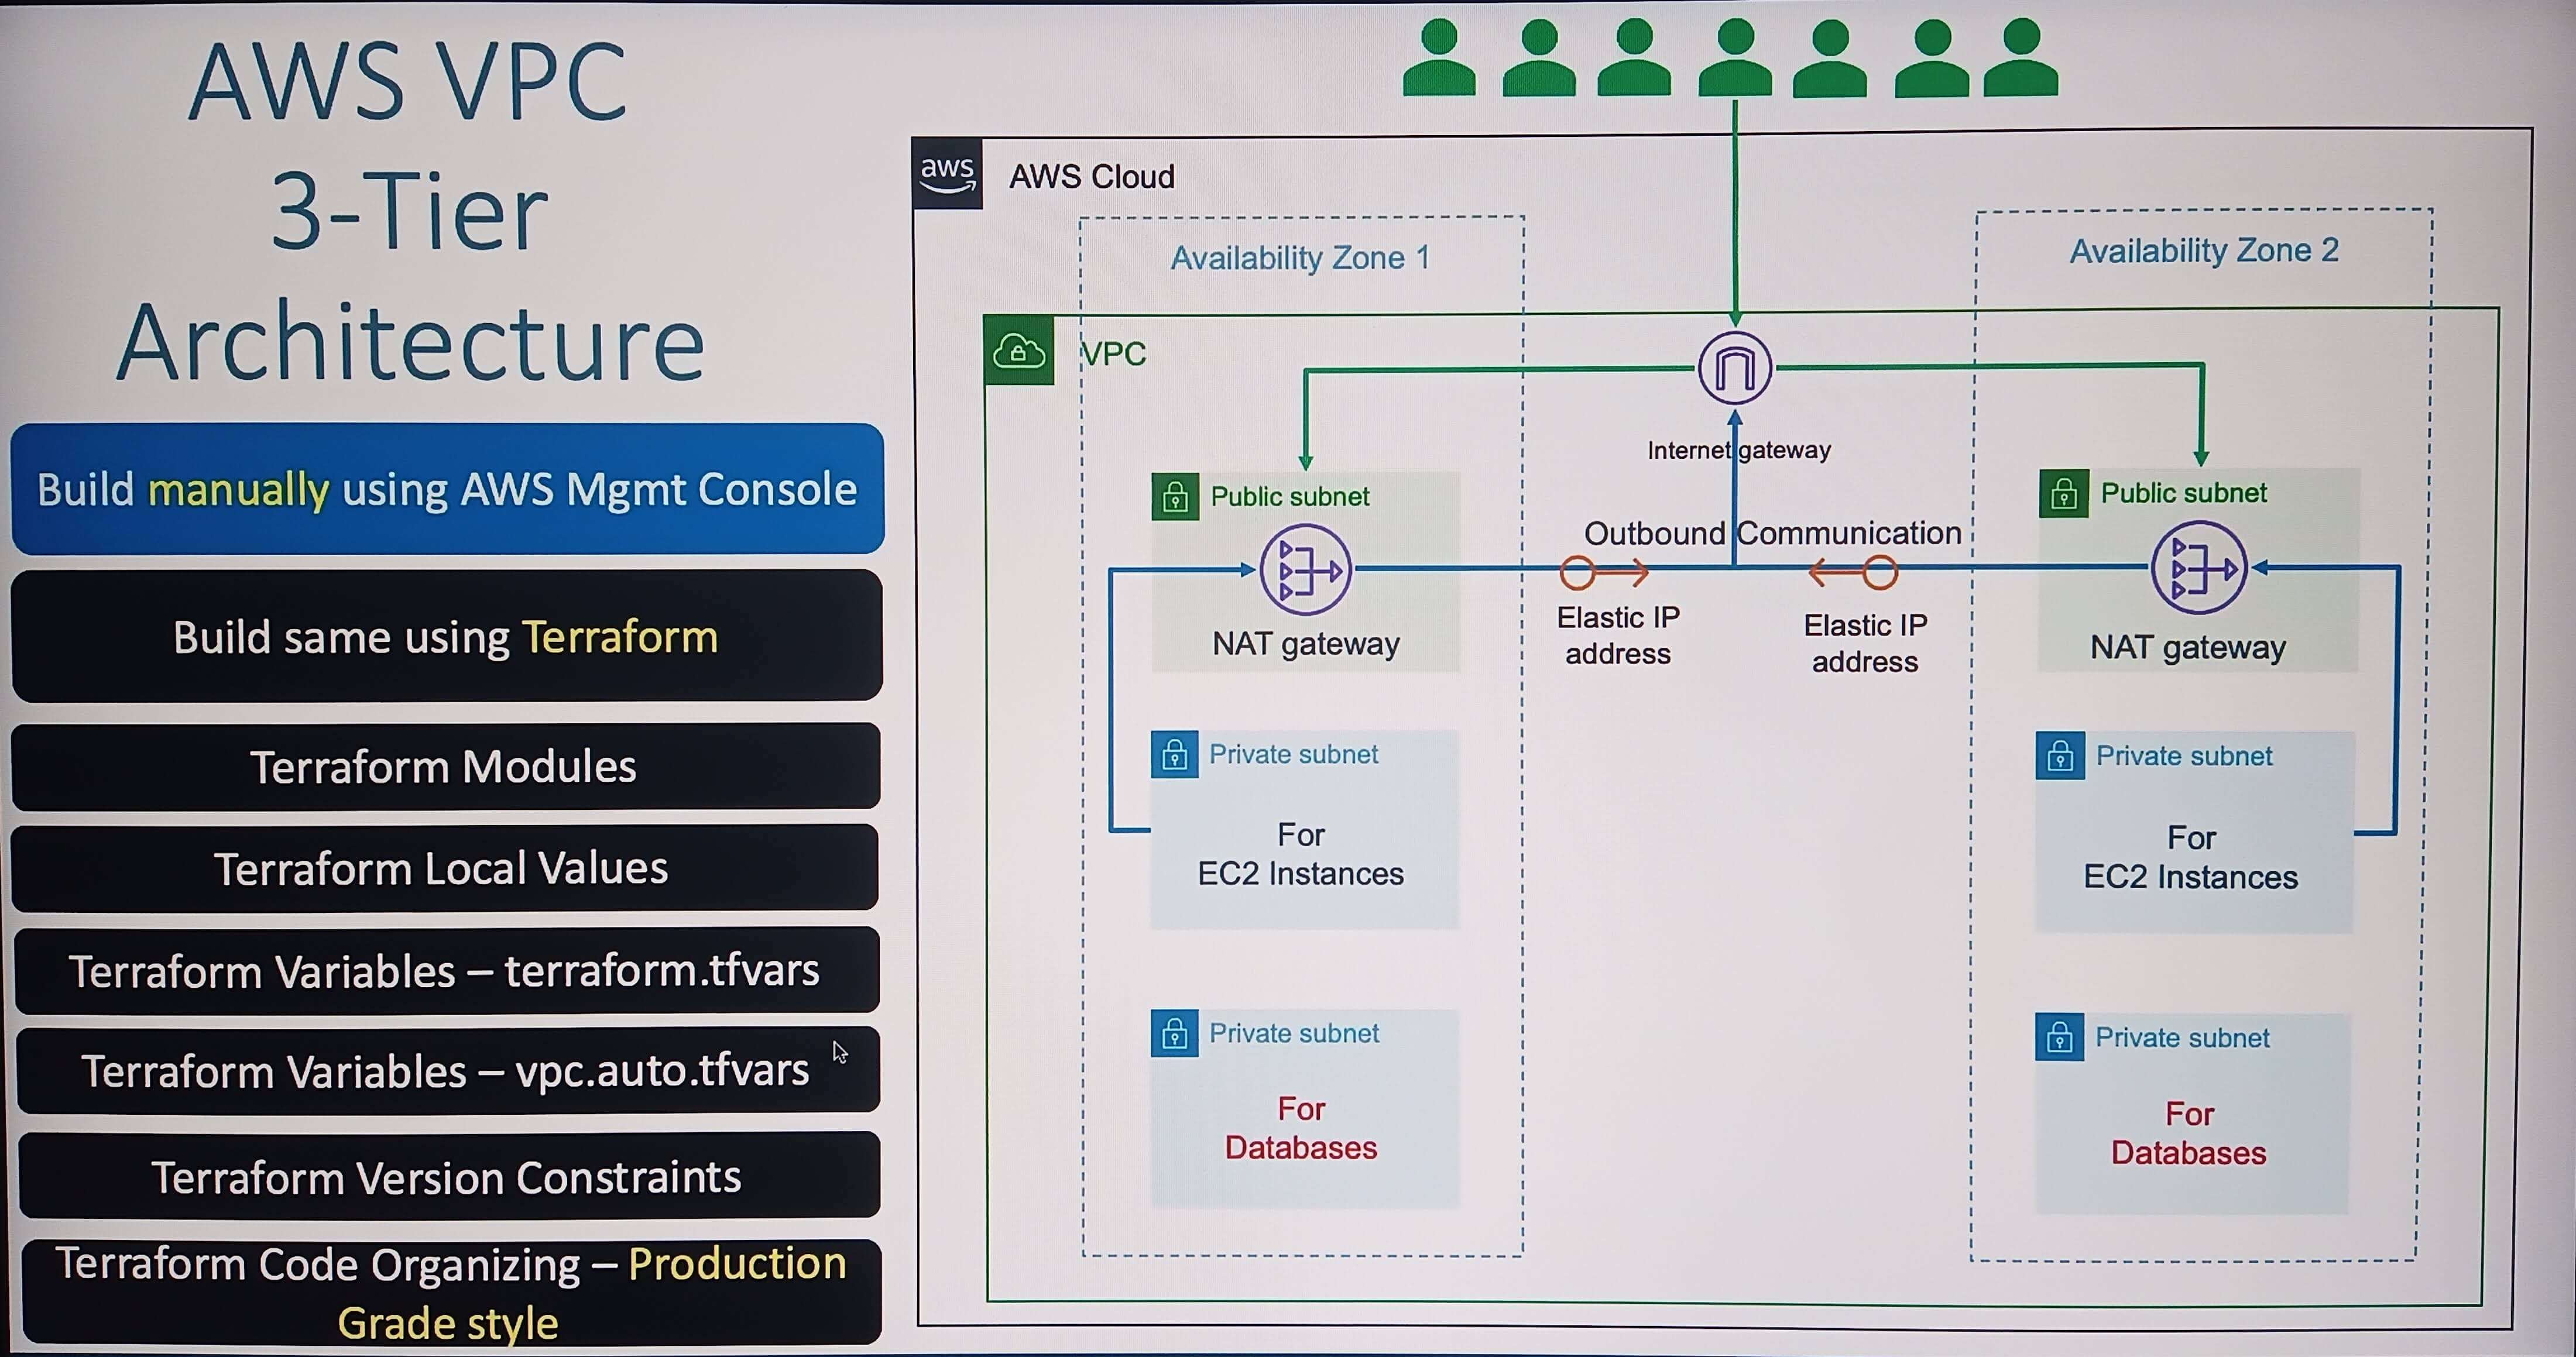 AWS VPC
3-Tier
Architecture
Build manually using AWS Mgmt Console
Build same using Terraform
Terraform Modules
Terraform Local Values
Terraform Variables – terraform.tfvars
Terraform Variables – vpc.auto.tfvars
Terraform Version Constraints
Terraform Code Organizing – Production
Grade style
aws
AWS Cloud
Availability Zone 1
Availability Zone 2
VPC
Internet gateway
Public subnet
Public subnet
Outbound Communication
NAT gateway
Elastic IP
address
Elastic IP
address
NAT gateway
Private subnet
For
EC2 Instances
Private subnet
For
EC2 Instances
Private subnet
For
Databases
Private subnet
For
Databases